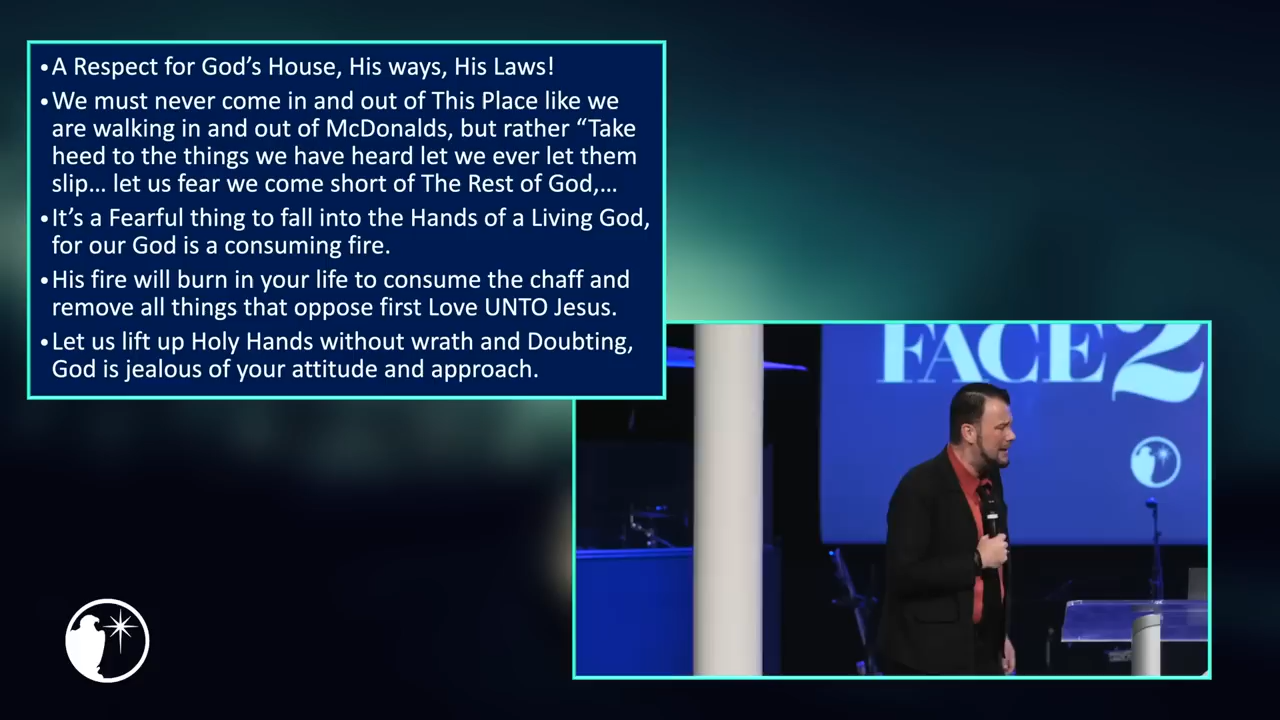 •A Respect for God’s House, His ways, His Laws!
•We must never come in and out of This Place like we
are walking in and out of McDonalds, but rather “Take
heed to the things we have heard let we ever let them
slip… let us fear we come short of The Rest of God,…
•It’s a Fearful thing to fall into the Hands of a Living God,
for our God is a consuming fire.
•His fire will burn in your life to consume the chaff and
remove all things that oppose first Love UNTO Jesus.
•Let us lift up Holy Hands without wrath and Doubting,
God is jealous of your attitude and approach.
FACE2